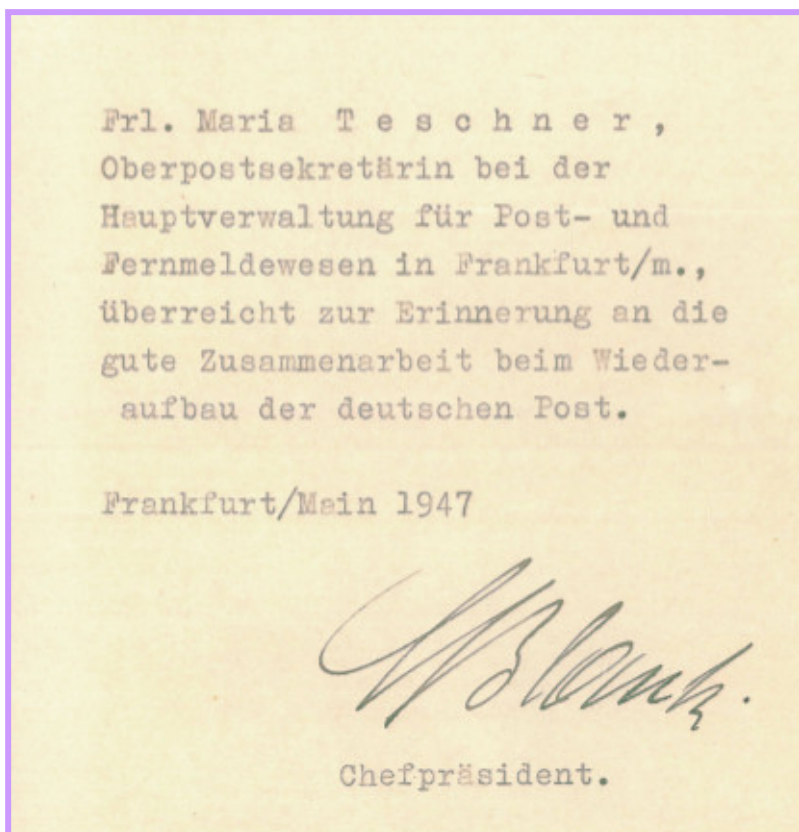 Frl. Maria T e s c h n e r ,
Oberpostsekretärin bei der
Hauptverwaltung für Post- und
Fernmeldewesen in Frankfurt/m.,
überreicht zur Erinnerung an die
gute Zusammenarbeit beim Wieder-
aufbau der deutschen Post.
Frankfurt/Main 1947
Blank.
Chefpräsident.